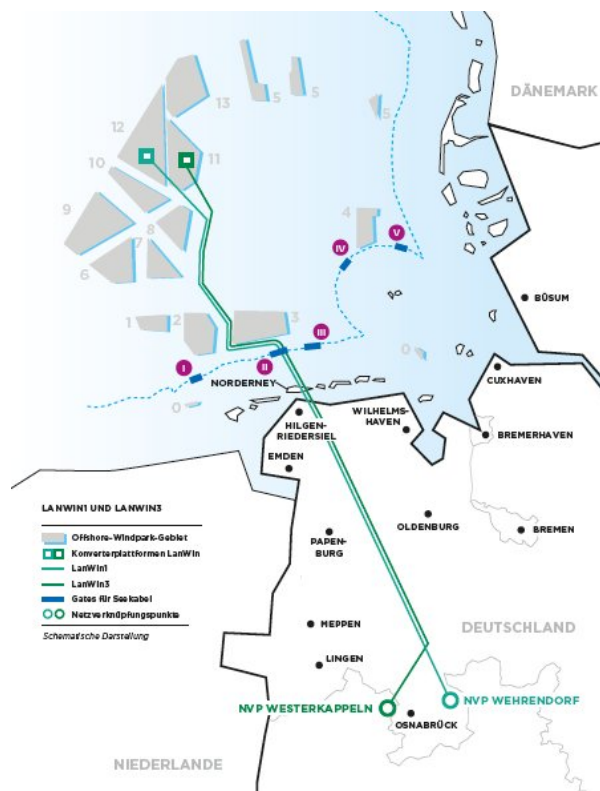 DÄNEMARK
13
5
5
5
12
11
10
9
8
7
6
4
V
IV
BÜSUM
1
2
3
III
II
I
0
0
NORDERNEY
CUXHAVEN
HILGEN-
RIEDERSIEL
WILHELMS-
HAVEN
BREMERHAVEN
EMDEN
LANWIN1 UND LANWIN3
Offshore-Windpark-Gebiet
Konverterplattformen LanWin
LanWin1
LanWin3
Gates für Seekabel
Netzverknüpfungspunkte
Schematische Darstellung
OLDENBURG
BREMEN
PAPEN-
BURG
MEPPEN
DEUTSCHLAND
LINGEN
NVP WESTERKAPPELN
NVP WEHRENDORF
OSNABRÜCK
NIEDERLANDE